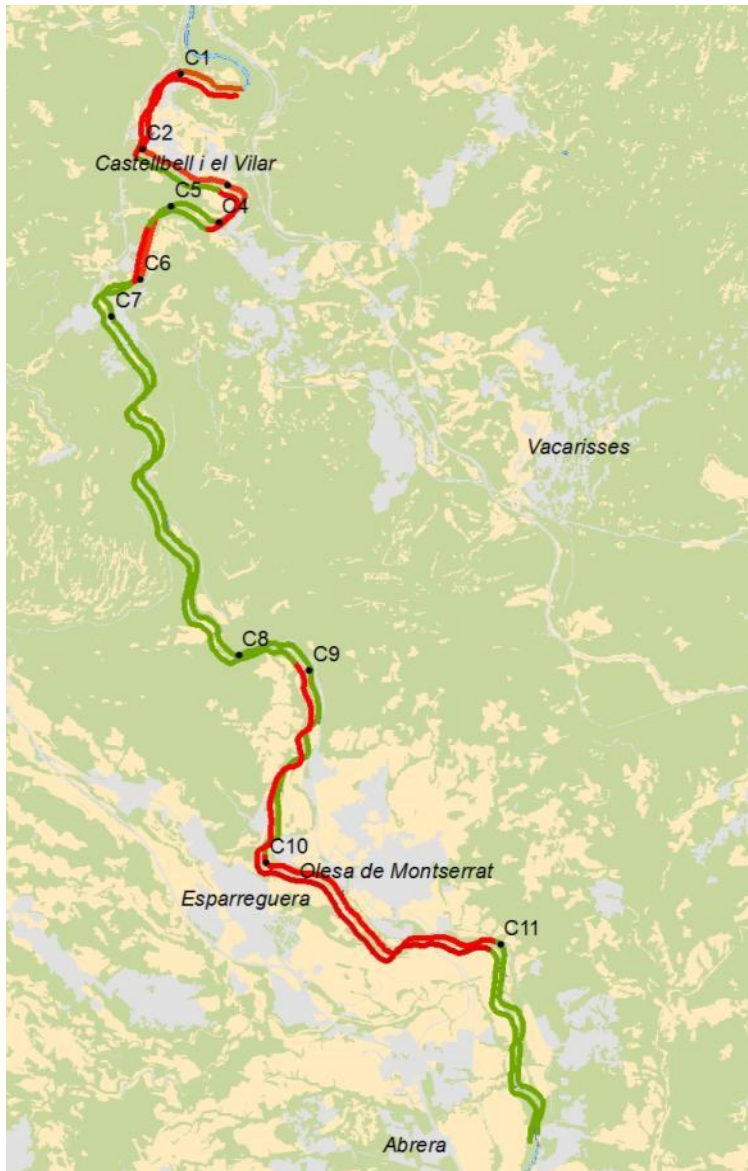 C1
C2
Castellbell i el Vilar
C5
C4
C6
C7
Vacarisses
C8
C9
C10
Olesa de Montserrat
Esparreguera
C11
Abrera